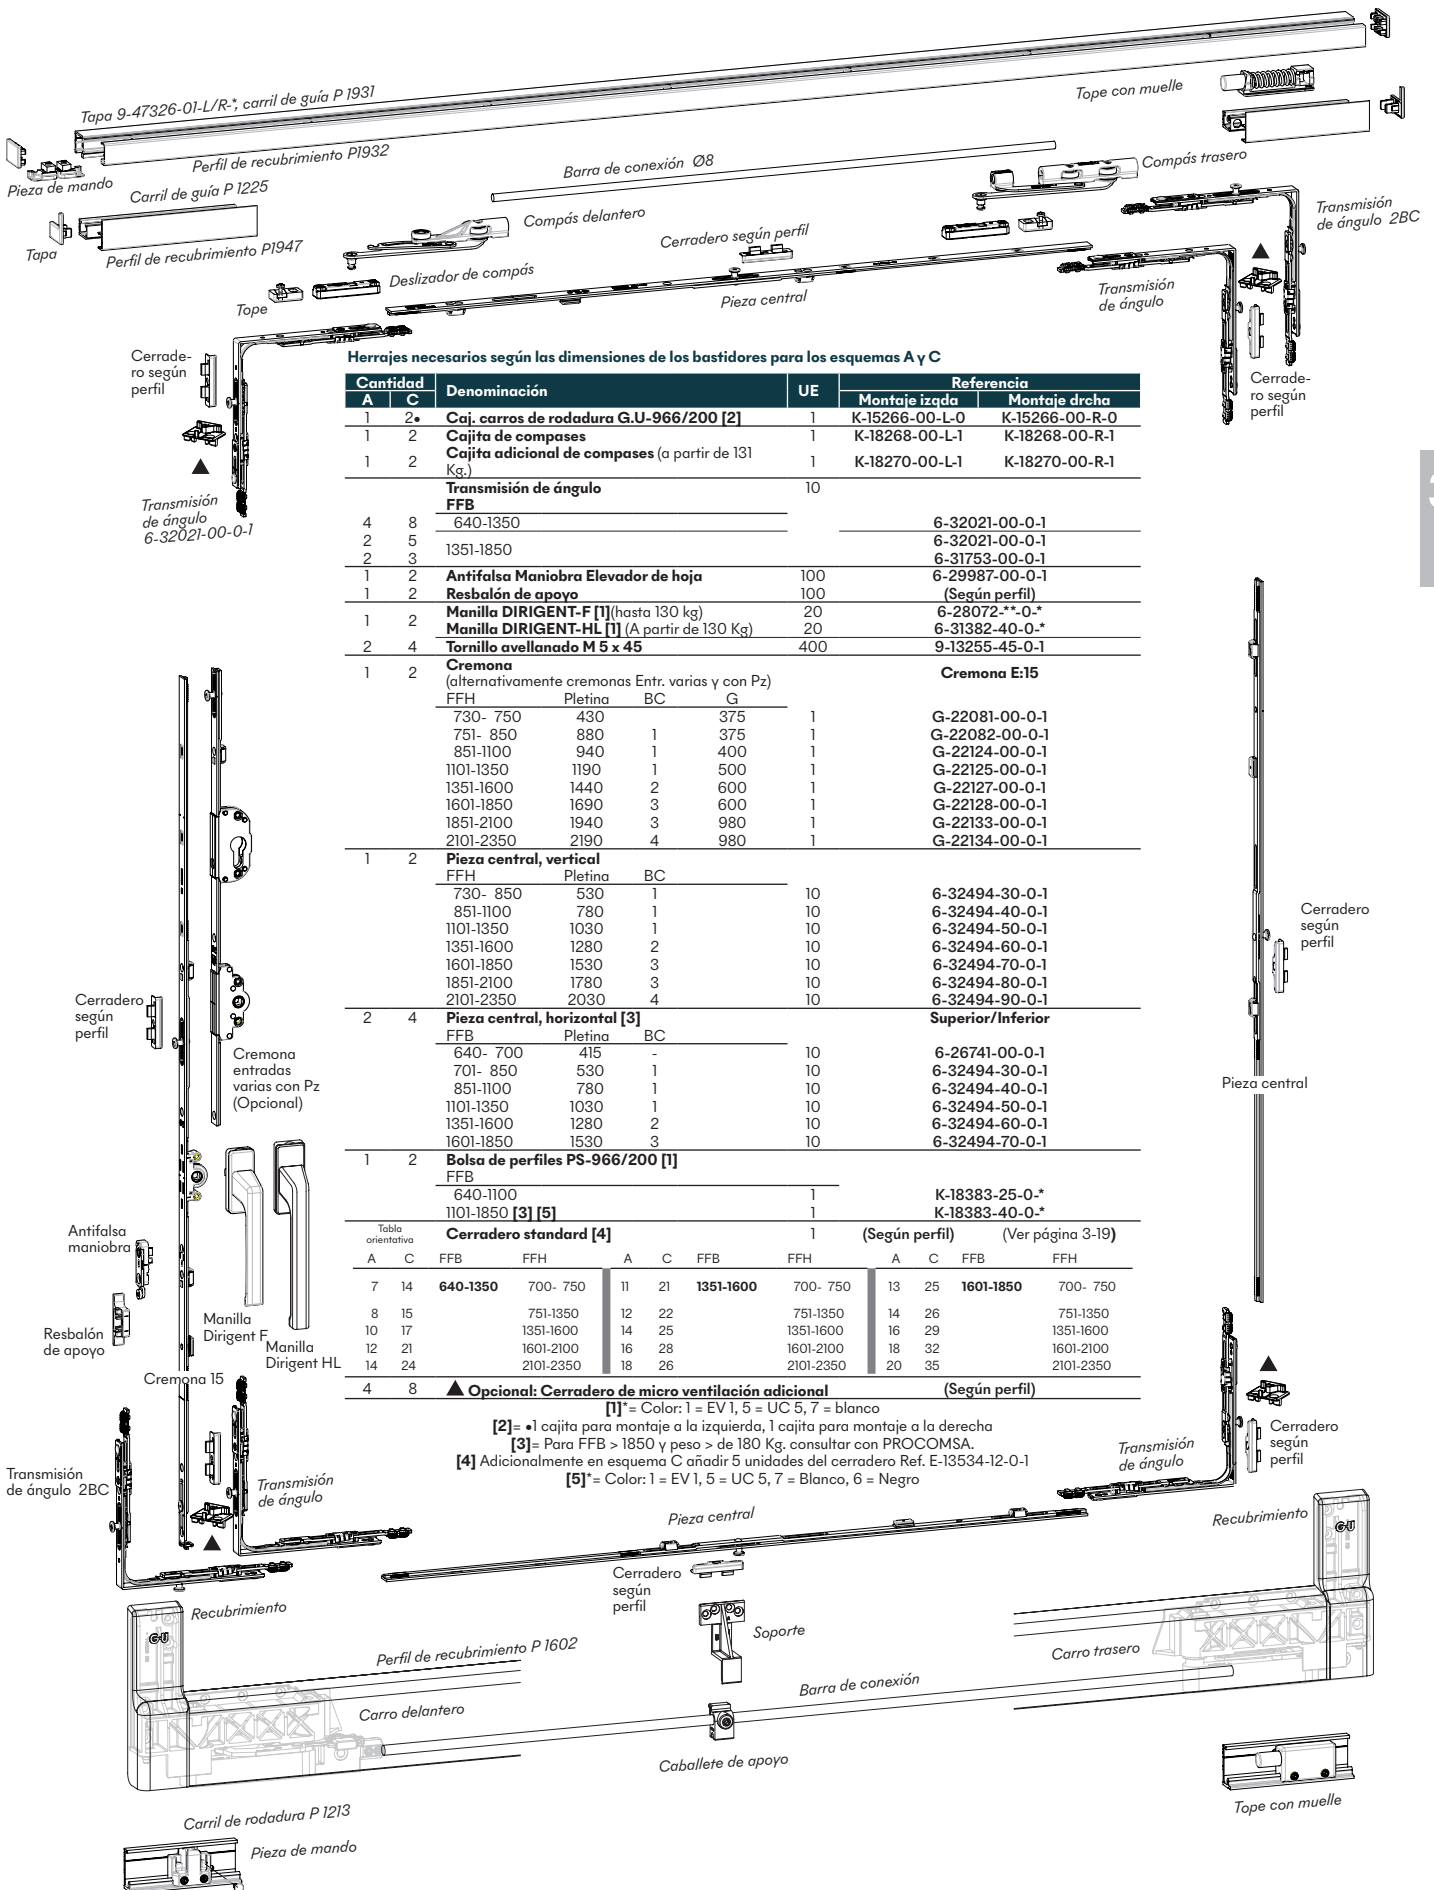 Tapa 9-47326-01-L/R-*, carril de guía P 1931
Tope con muelle
Perfil de recubrimiento P1932
Barra de conexión Ø8
Compás trasero
Pieza de mando
Carril de guía P 1225
Compás delantero
Transmisión
de ángulo 2BC
Cerradero según perfil
Tapa
Perfil de recubrimiento P1947
Deslizador de compás
Transmisión
de ángulo
Tope
Pieza central
Cerrade-
ro según
perfil
Cerrade-
ro según
perfil
Transmisión
de ángulo
6-32021-00-0-1
Herrajes necesarios según las dimensiones de los bastidores para los esquemas A y C
Cantidad Denominación UE Referencia
A C Montaje izqda Montaje drcha
1 2• Caj. carros de rodadura G.U-966/200 [2] 1 K-15266-00-L-0 K-15266-00-R-0
1 2 Cajita de compases 1 K-18268-00-L-1 K-18268-00-R-1
1 2 Cajita adicional de compases (a partir de 131 Kg.) 1 K-18270-00-L-1 K-18270-00-R-1
Transmisión de ángulo 10
FFB
4 8 640-1350 6-32021-00-0-1
2 5 1351-1850 6-32021-00-0-1
2 3 6-31753-00-0-1
1 2 Antifalsa Maniobra Elevador de hoja 100 6-29987-00-0-1
1 2 Resbalón de apoyo 100 (Según perfil)
1 2 Manilla DIRIGENT-F [1](hasta 130 kg) 20 6-28072-**-0-*
Manilla DIRIGENT-HL [1] (A partir de 130 Kg) 20 6-31382-40-0-*
2 4 Tornillo avellanado M 5 x 45 400 9-13255-45-0-1
1 2 Cremona Cremona E:15
(alternativamente cremonas Entr. varias y con Pz)
FFH Pletina BC G
730- 750 430 375 1 G-22081-00-0-1
751- 850 880 1 375 1 G-22082-00-0-1
851-1100 940 1 400 1 G-22124-00-0-1
1101-1350 1190 1 500 1 G-22125-00-0-1
1351-1600 1440 2 600 1 G-22127-00-0-1
1601-1850 1690 3 600 1 G-22128-00-0-1
1851-2100 1940 3 980 1 G-22133-00-0-1
2101-2350 2190 4 980 1 G-22134-00-0-1
1 2 Pieza central, vertical
FFH Pletina BC
730- 850 530 1 10 6-32494-30-0-1
851-1100 780 1 10 6-32494-40-0-1
1101-1350 1030 1 10 6-32494-50-0-1
1351-1600 1280 2 10 6-32494-60-0-1
1601-1850 1530 3 10 6-32494-70-0-1
1851-2100 1780 3 10 6-32494-80-0-1
2101-2350 2030 4 10 6-32494-90-0-1
2 4 Pieza central, horizontal [3] Superior/Inferior
FFB Pletina BC
640- 700 415 - 10 6-26741-00-0-1
701- 850 530 1 10 6-32494-30-0-1
851-1100 780 1 10 6-32494-40-0-1
1101-1350 1030 1 10 6-32494-50-0-1
1351-1600 1280 2 10 6-32494-60-0-1
1601-1850 1530 3 10 6-32494-70-0-1
1 2 Bolsa de perfiles PS-966/200 [1]
FFB
640-1100 1 K-18383-25-0-*
1101-1850 [3] [5] 1 K-18383-40-0-*
Tabla
orientativa
Cerradero standard [4] 1 (Según perfil) (Ver página 3-19)
A C FFB FFH A C FFB FFH A C FFB FFH
7 14 640-1350 700- 750 11 21 1351-1600 700- 750 13 25 1601-1850 700- 750
8 15 751-1350 12 22 751-1350 14 26 751-1350
10 17 1351-1600 14 25 1351-1600 16 29 1351-1600
12 21 1601-2100 16 28 1601-2100 18 32 1601-2100
14 24 2101-2350 18 26 2101-2350 20 35 2101-2350
4 8 ▲ Opcional: Cerradero de micro ventilación adicional (Según perfil)
[1]*= Color: 1 = EV 1, 5 = UC 5, 7 = blanco
[2]= •1 cajita para montaje a la izquierda, 1 cajita para montaje a la derecha
[3]= Para FFB > 1850 y peso > de 180 Kg. consultar con PROCOMSA.
[4] Adicionalmente en esquema C añadir 5 unidades del cerradero Ref. E-13534-12-0-1
[5]*= Color: 1 = EV 1, 5 = UC 5, 7 = Blanco, 6 = Negro
Cerradero
según
perfil
Cremona
entradas
varias con Pz
(Opcional)
Cerradero
según
perfil
Pieza central
Antifalsa
maniobra
Resbalón
de apoyo
Manilla
Dirigent F
Manilla
Dirigent HL
Cremona 15
Transmisión
de ángulo 2BC
Transmisión
de ángulo
Transmisión
de ángulo
Cerradero
según
perfil
Pieza central
Recubrimiento
GU
Cerradero
según
perfil
Recubrimiento
GU
Soporte
Perfil de recubrimiento P 1602
Carro trasero
Barra de conexión
Carro delantero
Caballete de apoyo
Tope con muelle
Carril de rodadura P 1213
Pieza de mando